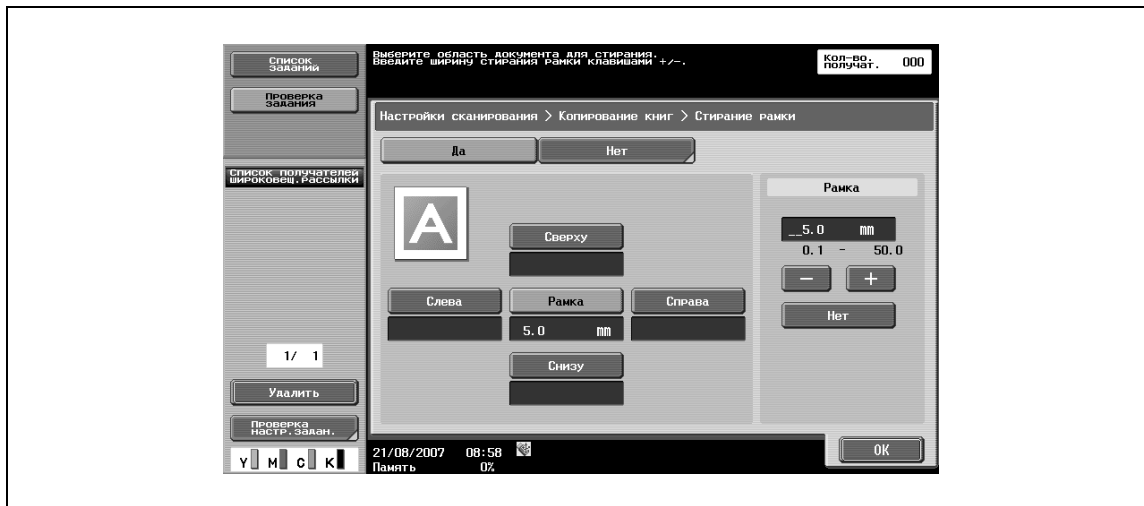 Список
заданий
Проверка
задания
Список получателей
широковещ.рассылки
1/ 1
Удалить
Проверка
настр.задан.
Y M C K
Выберите область документа для стирания.
Введите ширину стирания рамки клавишами +/-.
Кол-во.
получат. 000
Настройки сканирования > Копирование книг > Стирание рамки
Да Нет
A
Сверху
Слева Рамка Справа
5.0 mm
Снизу
Рамка
__5.0 mm
0.1 - 50.0
− +
Нет
21/08/2007 08:58
Память 0%
OK